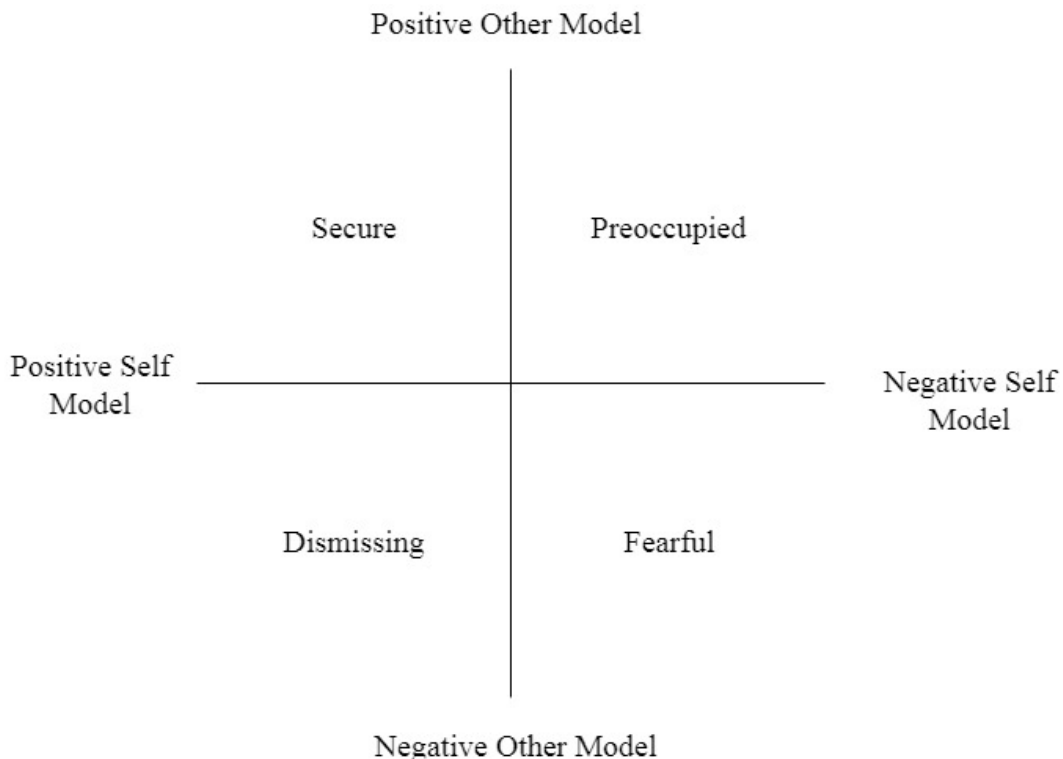 Positive Other Model
Secure
Preoccupied
Positive Self
Model
Negative Self
Model
Dismissing
Fearful
Negative Other Model